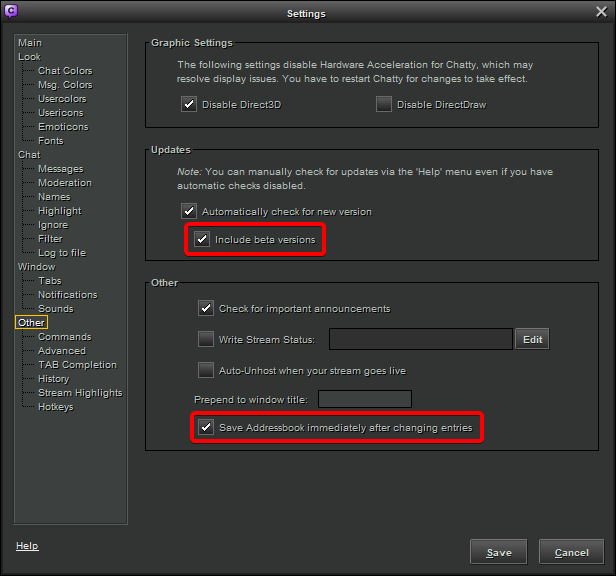 Settings
Main
Look
Chat Colors
Msg. Colors
Usercolors
Usericons
Emoticons
Fonts
Chat
Messages
Moderation
Names
Highlight
Ignore
Filter
Log to file
Window
Tabs
Notifications
Sounds
Other
Commands
Advanced
TAB Completion
History
Stream Highlights
Hotkeys
Graphic Settings
The following settings disable Hardware Acceleration for Chatty, which may
resolve display issues. You have to restart Chatty for changes to take effect.
Disable Direct3D Disable DirectDraw
Updates
Note: You can manually check for updates via the 'Help' menu even if you have
automatic checks disabled.
Automatically check for new version
Include beta versions
Other
Check for important announcements
Write Stream Status: Edit
Auto-Unhost when your stream goes live
Prepend to window title:
Save Addressbook immediately after changing entries
Help
Save Cancel